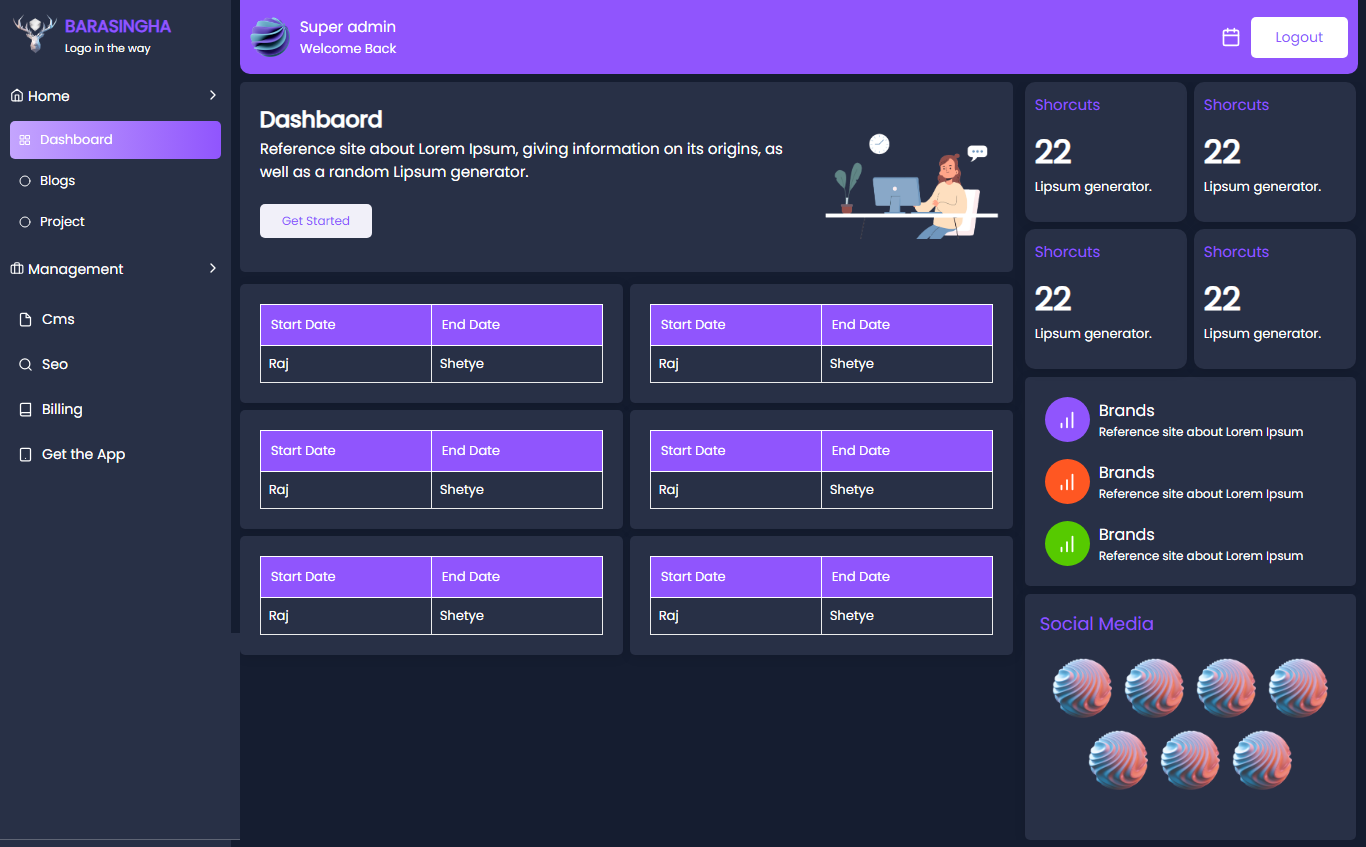 BARASINGHA
Logo in the way
Home
Dashboard
Blogs
Project
Management
Cms
Seo
Billing
Get the App
Super admin
Welcome Back
Logout
Dashbaord
Reference site about Lorem Ipsum, giving information on its origins, as
well as a random Lipsum generator.
Get Started
Start Date End Date
Raj Shetye
Start Date End Date
Raj Shetye
Start Date End Date
Raj Shetye
Start Date End Date
Raj Shetye
Start Date End Date
Raj Shetye
Start Date End Date
Raj Shetye
Shorcuts
22
Lipsum generator.
Shorcuts
22
Lipsum generator.
Shorcuts
22
Lipsum generator.
Shorcuts
22
Lipsum generator.
Brands
Reference site about Lorem Ipsum
Brands
Reference site about Lorem Ipsum
Brands
Reference site about Lorem Ipsum
Social Media